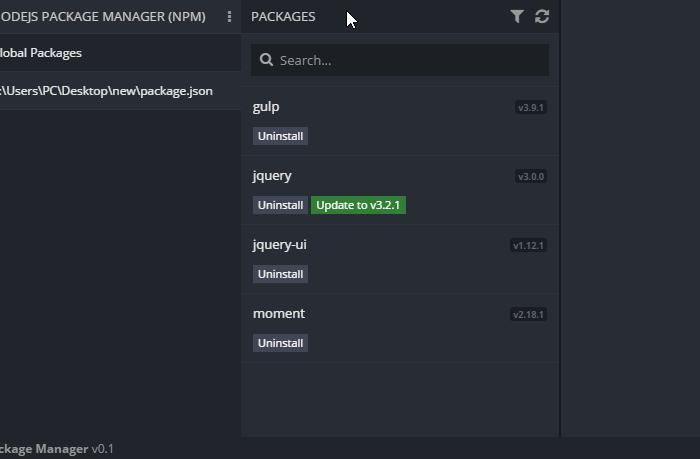 ODEJS PACKAGE MANAGER (NPM)
lobal Packages
:\Users\PC\Desktop\new\package.json
PACKAGES
Search...
gulp v3.9.1
Uninstall
jquery v3.0.0
Uninstall Update to v3.2.1
jquery-ui v1.12.1
Uninstall
moment v2.18.1
Uninstall
ckage Manager v0.1